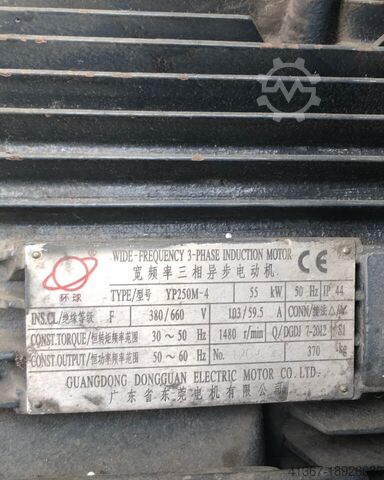 WIDE-FREQUENCY 3-PHASE INDUCTION MOTOR
宽频率三相异步电动机
CE
环球
TYPE/型号 YP250M-4 55 kW 50 Hz IP 44
INS.CL/绝缘等级 F 380/660 V 103/59.5 A CONN/接法 △/Y
CONST.TORQUE/恒转矩频率范围 30~50 Hz 1480 r/min Q/DGDJ 7-2012 S1
CONST.OUTPUT/恒功率频率范围 50~60 Hz No. 370 kg
GUANGDONG DONGGUAN ELECTRIC MOTOR CO.LTD.
广东省东莞电机有限公司